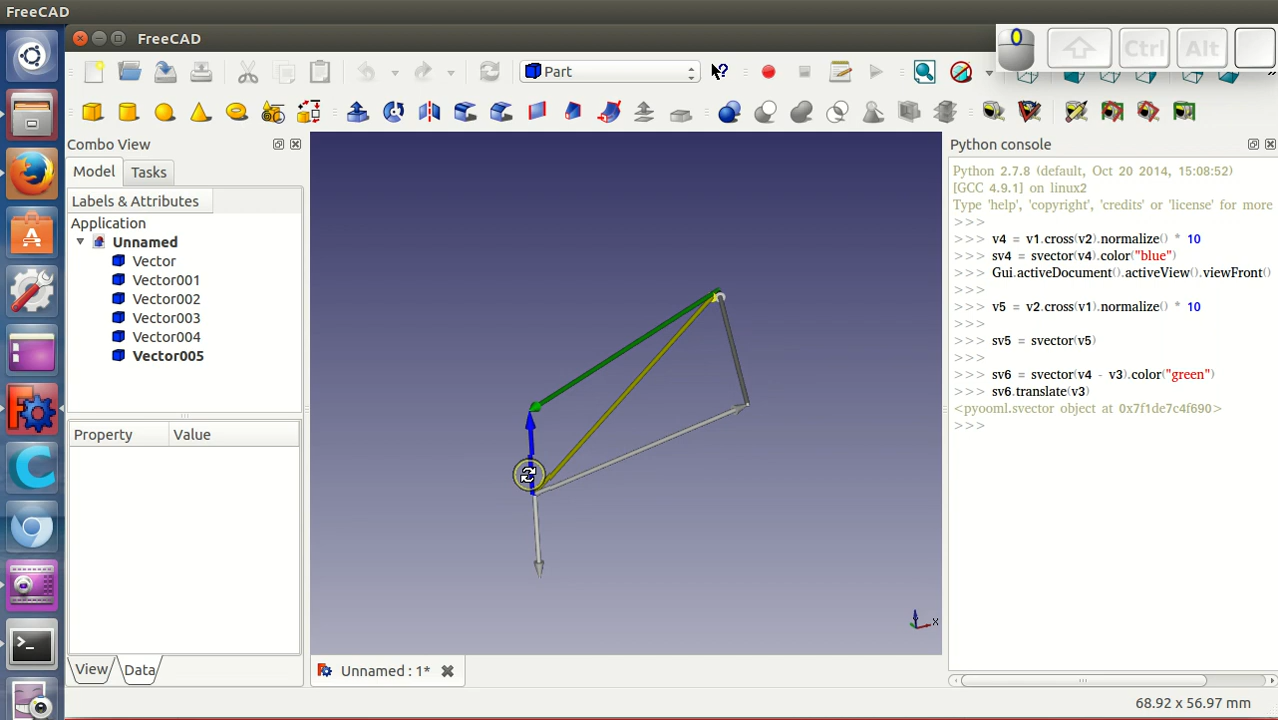 FreeCAD
FreeCAD
Ctrl
Alt
Part
Combo View
Python console
Model
Tasks
Labels & Attributes
Application
Unnamed
Vector
Vector001
Vector002
Vector003
Vector004
Vector005
Property
Value
View
Data
Unnamed : 1*
X
Python 2.7.8 (default, Oct 20 2014, 15:08:52)
[GCC 4.9.1] on linux2
Type 'help', 'copyright', 'credits' or 'license' for more
>>>
>>> v4 = v1.cross(v2).normalize() * 10
>>> sv4 = svector(v4).color("blue")
>>> Gui.activeDocument().activeView().viewFront()
>>>
>>> v5 = v2.cross(v1).normalize() * 10
>>>
>>> sv5 = svector(v5)
>>>
>>> sv6 = svector(v4 - v3).color("green")
>>> sv6.translate(v3)
<pyooml.svector object at 0x7f1de7c4f690>
>>>
68.92 x 56.97 mm